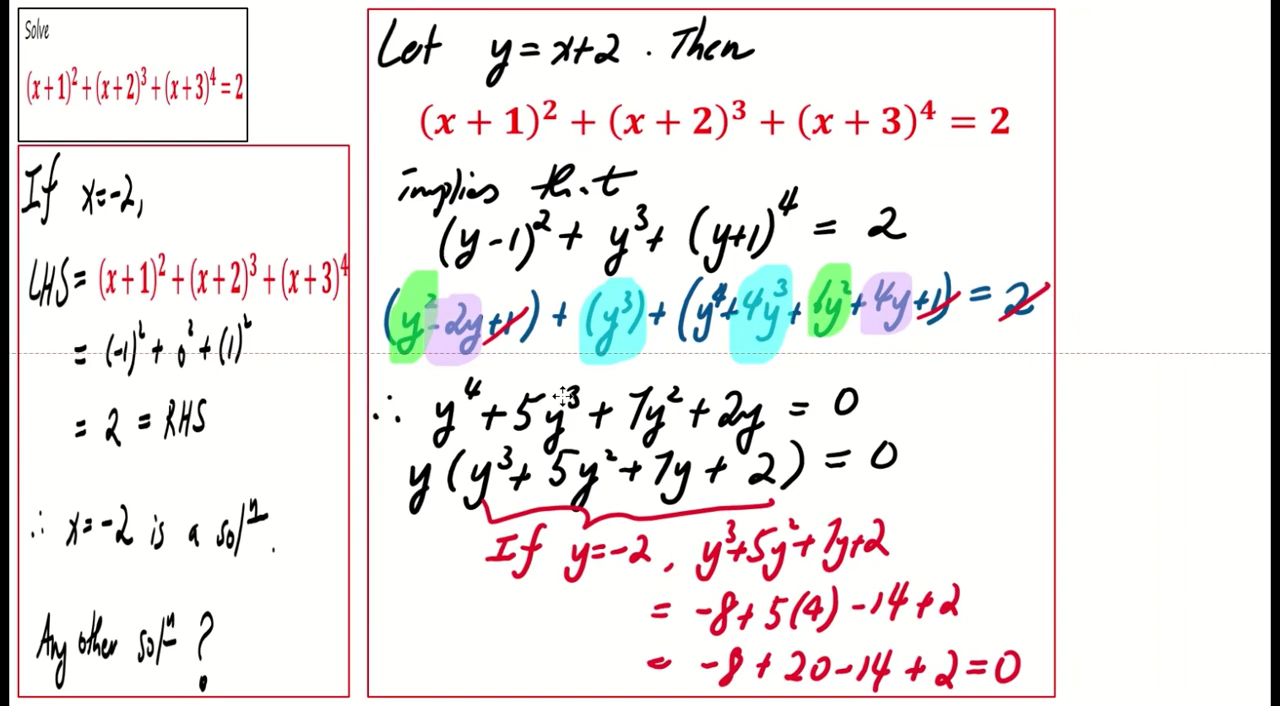 Solve
(x+1)²+(x+2)³+(x+3)⁴=2
If x=-2,
LHS= (x+1)²+(x+2)³+(x+3)⁴
= (-1)²+ 0²+(1)²
= 2 = RHS
∴ x=-2 is a solⁿ.
Any other solⁿ ?
Let y=x+2. Then
(x+1)²+(x+2)³+(x+3)⁴=2
implies that
(y-1)²+ y³+ (y+1)⁴ = 2
(y²-2y+1) + (y³)+(y⁴+4y³+6y²+4y+1) = 2
∴ y⁴+5y³+7y²+2y = 0
y(y³+5y²+7y+2) = 0
If y=-2, y³+5y²+7y+2
= -8+5(4)-14+2
= -8+20-14+2=0